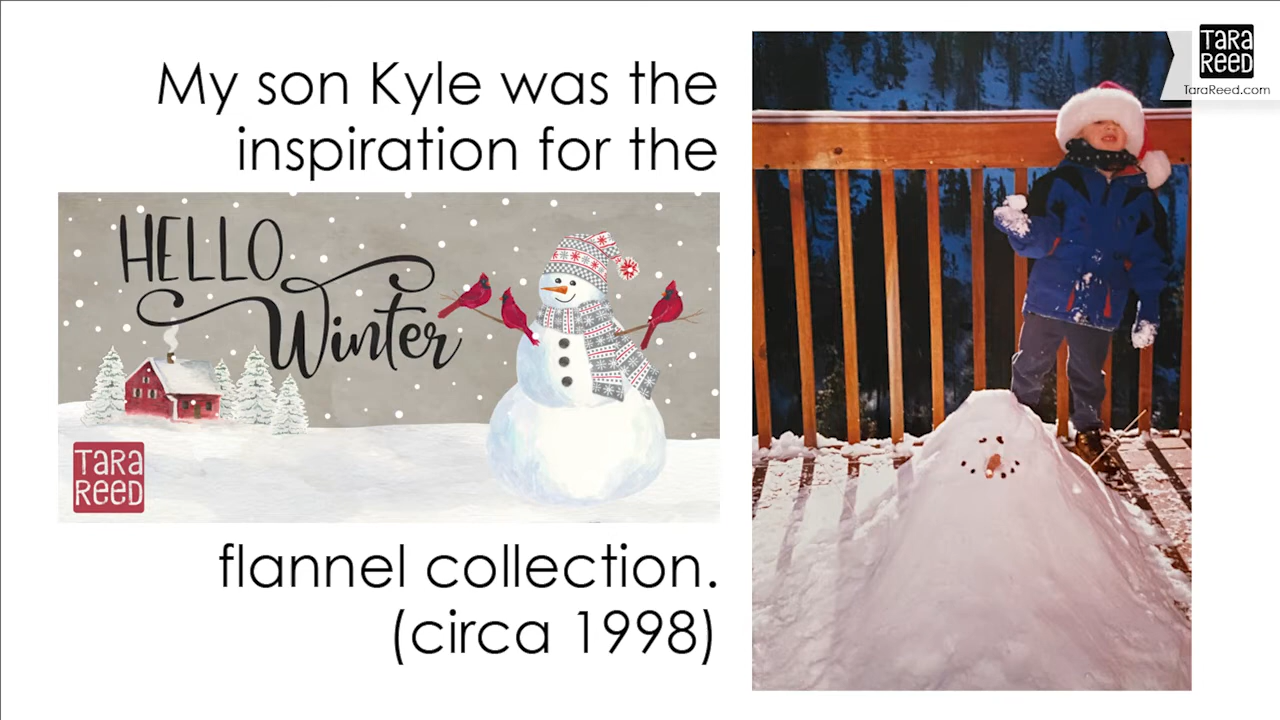 My son Kyle was the
inspiration for the
HELLO
Winter
TARA
REED
flannel collection.
(circa 1998)
TARA
REED
TaraReed.com